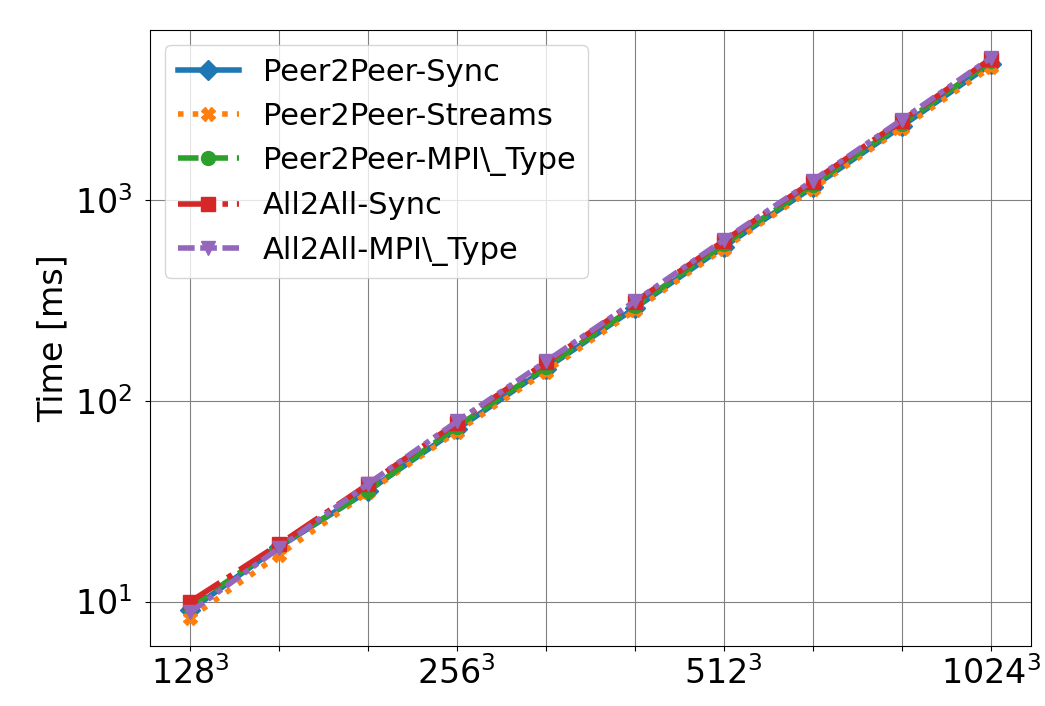 Peer2Peer-Sync
Peer2Peer-Streams
Peer2Peer-MPI\_Type
All2All-Sync
All2All-MPI\_Type
Time [ms]
10³
10²
10¹
128³ 256³ 512³ 1024³